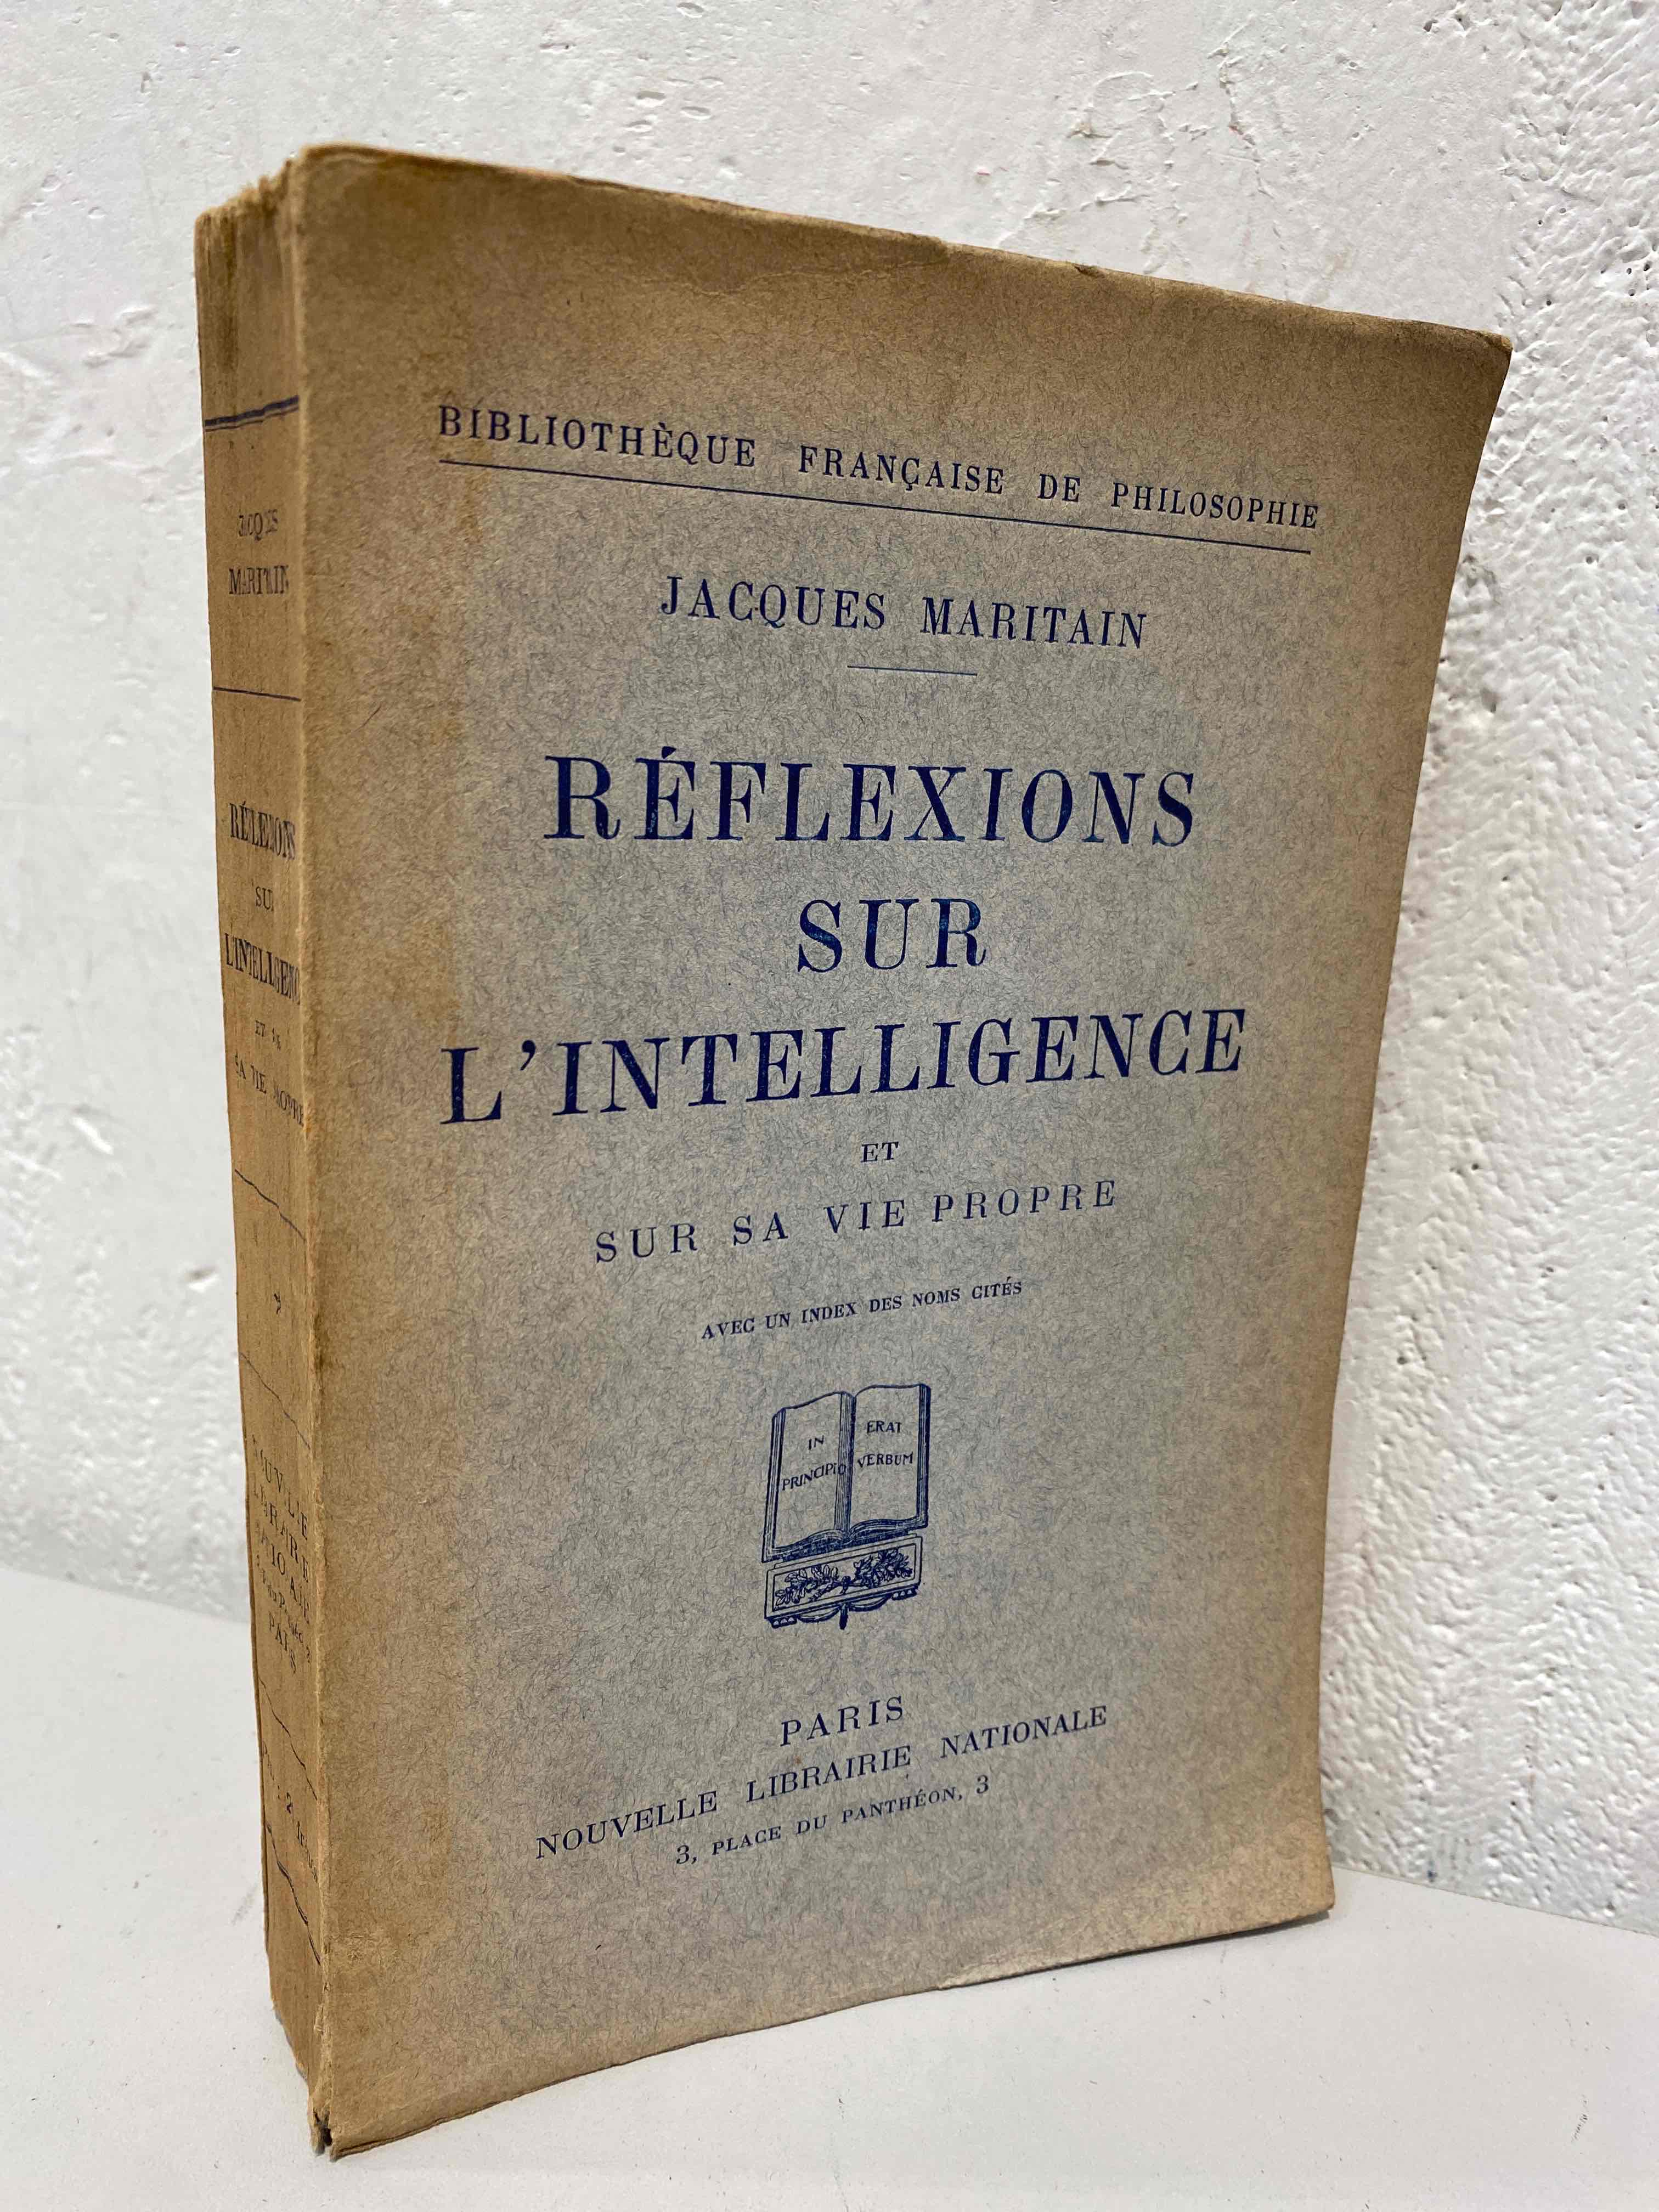 BIBLIOTHÈQUE FRANÇAISE DE PHILOSOPHIE
JACQUES MARITAIN
RÉFLEXIONS
SUR
L'INTELLIGENCE
ET
SUR SA VIE PROPRE
AVEC UN INDEX DES NOMS CITÉS
IN
PRINCIPIO
ERAT
VERBUM
PARIS
NOUVELLE LIBRAIRIE NATIONALE
3, PLACE DU PANTHÉON, 3
JACQUES
MARITAIN
RÉFLEXIONS
L'INTELLIGENCE
ET
SA VIE
PARIS